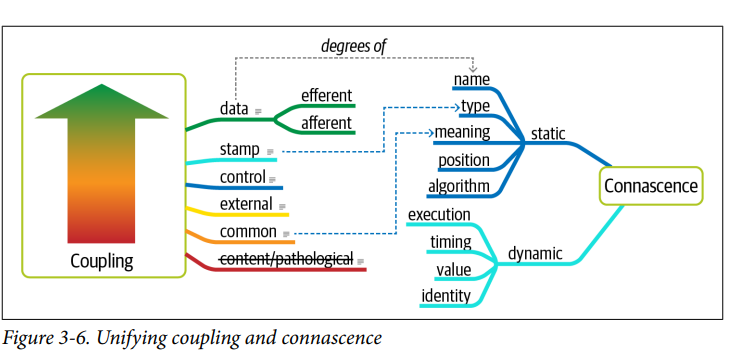 degrees of
Coupling
data
efferent
afferent
stamp
control
external
common
content/pathological
name
type
meaning
position
algorithm
static
execution
timing
value
identity
dynamic
Connascence
Figure 3-6. Unifying coupling and connascence